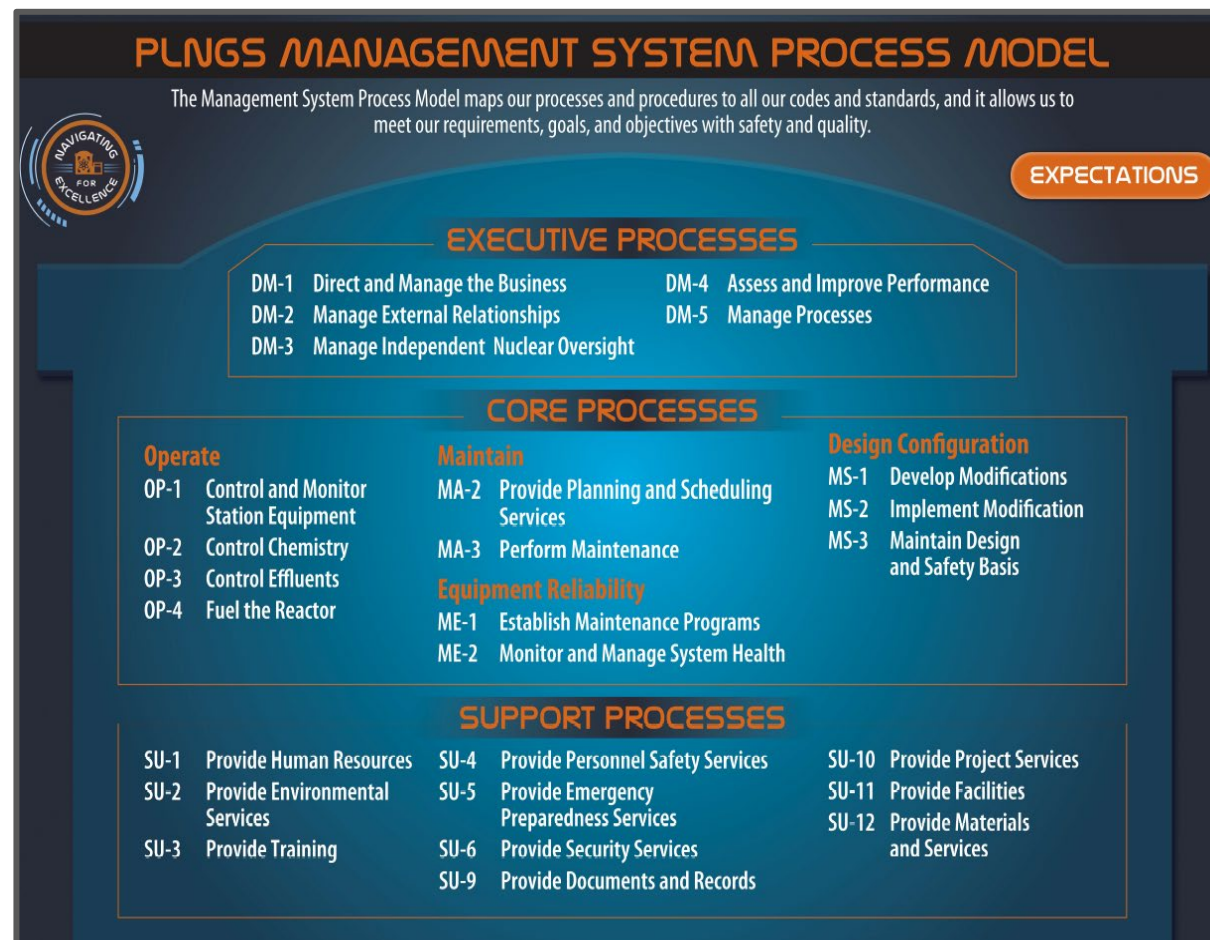 PLNGS MANAGEMENT SYSTEM PROCESS MODEL
The Management System Process Model maps our processes and procedures to all our codes and standards, and it allows us to
meet our requirements, goals, and objectives with safety and quality.
NAVIGATING
FOR
EXCELLENCE
EXPECTATIONS
EXECUTIVE PROCESSES
DM-1 Direct and Manage the Business
DM-2 Manage External Relationships
DM-3 Manage Independent Nuclear Oversight
DM-4 Assess and Improve Performance
DM-5 Manage Processes
CORE PROCESSES
Operate
OP-1 Control and Monitor
Station Equipment
OP-2 Control Chemistry
OP-3 Control Effluents
OP-4 Fuel the Reactor
Maintain
MA-2 Provide Planning and Scheduling
Services
MA-3 Perform Maintenance
Equipment Reliability
ME-1 Establish Maintenance Programs
ME-2 Monitor and Manage System Health
Design Configuration
MS-1 Develop Modifications
MS-2 Implement Modification
MS-3 Maintain Design
and Safety Basis
SUPPORT PROCESSES
SU-1 Provide Human Resources
SU-2 Provide Environmental
Services
SU-3 Provide Training
SU-4 Provide Personnel Safety Services
SU-5 Provide Emergency
Preparedness Services
SU-6 Provide Security Services
SU-9 Provide Documents and Records
SU-10 Provide Project Services
SU-11 Provide Facilities
SU-12 Provide Materials
and Services